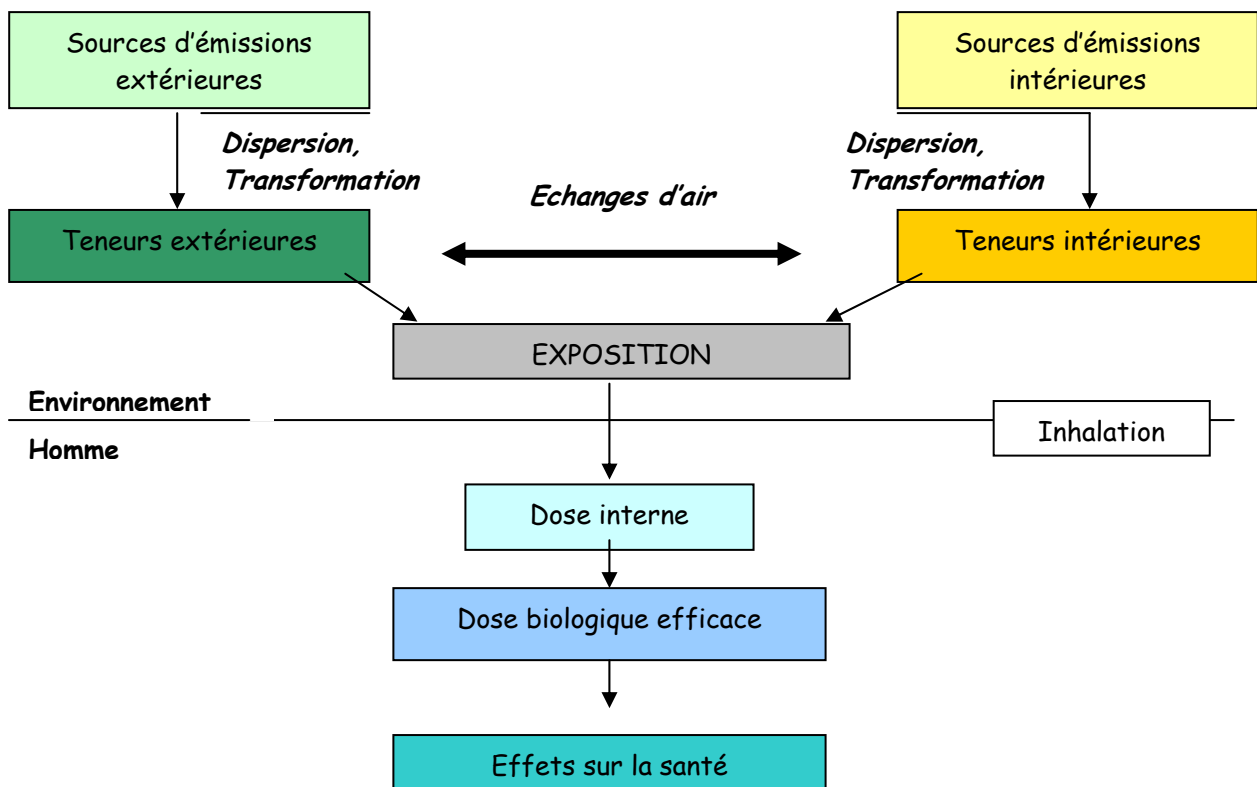 Sources d'émissions
extérieures
Sources d'émissions
intérieures
Dispersion,
Transformation
Dispersion,
Transformation
Echanges d'air
Teneurs extérieures
Teneurs intérieures
EXPOSITION
Environnement
Homme
Inhalation
Dose interne
Dose biologique efficace
Effets sur la santé